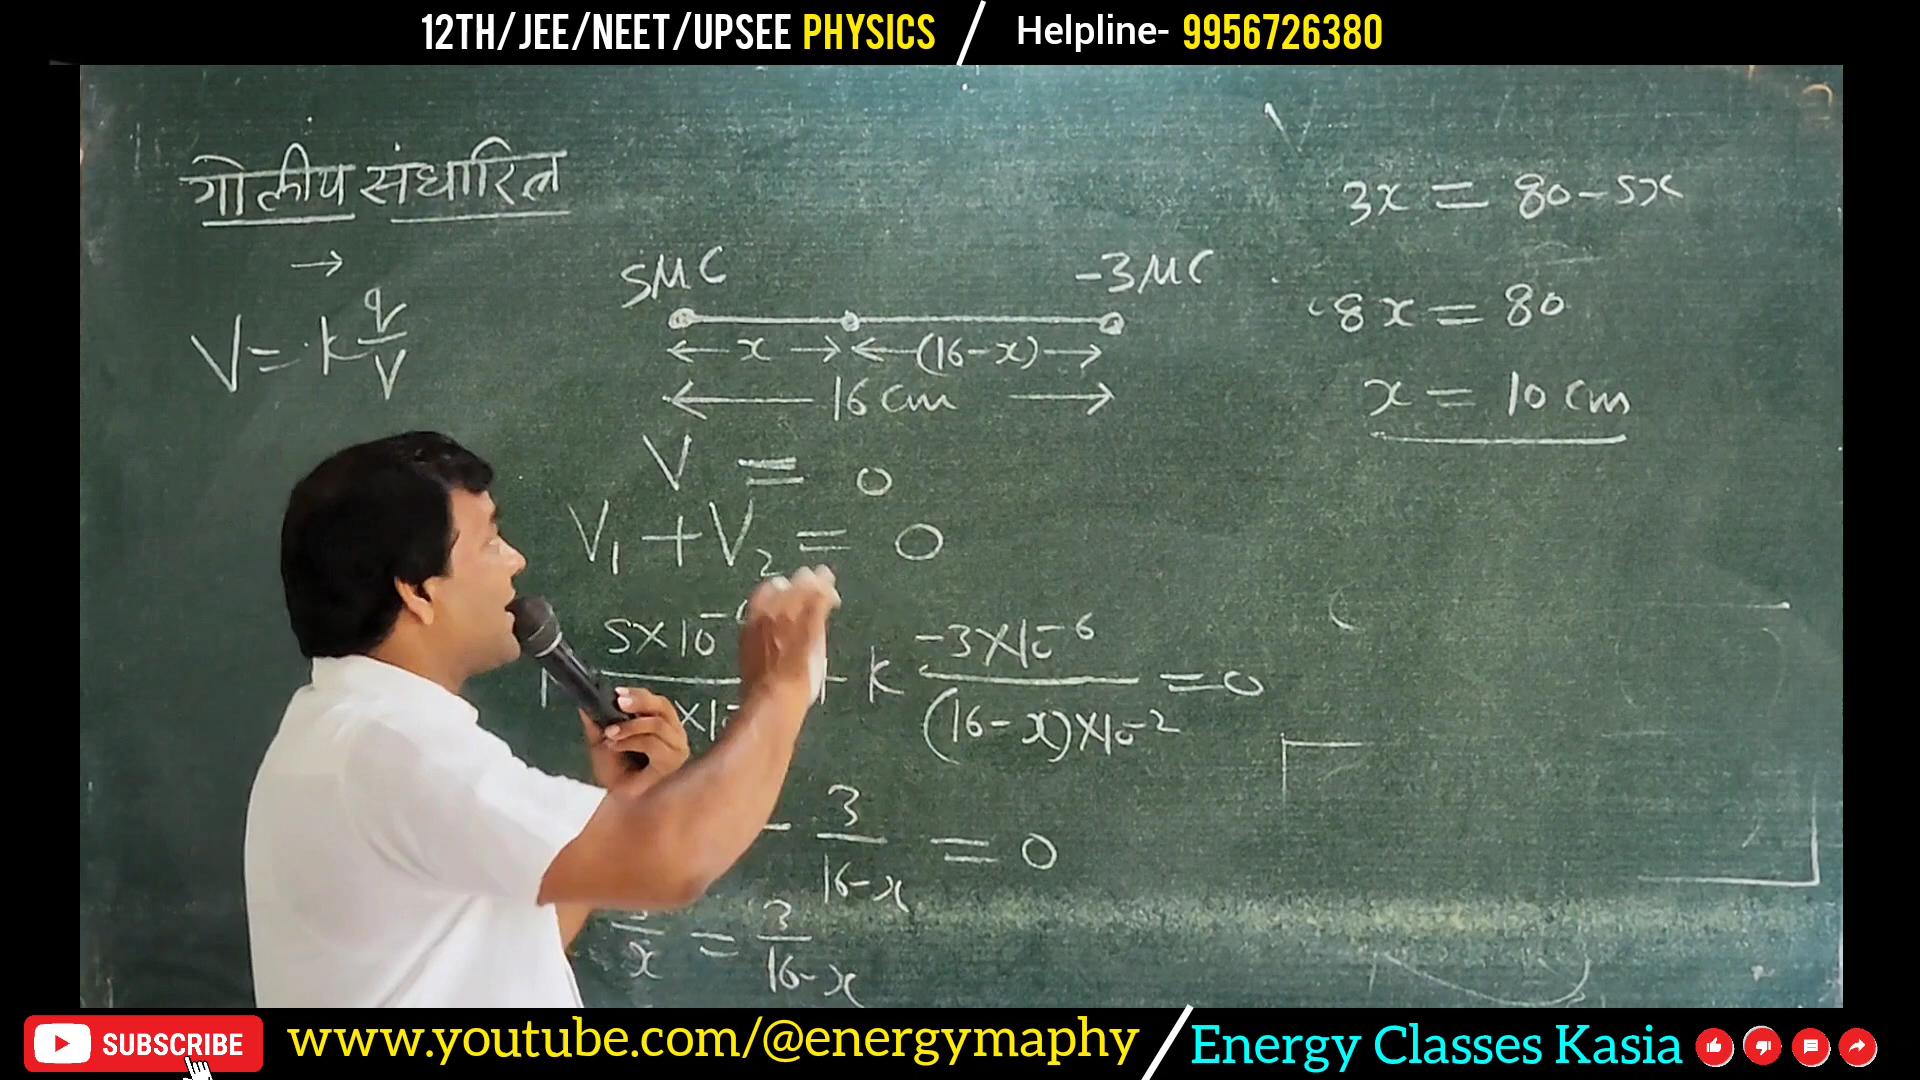 12TH/JEE/NEET/UPSEE PHYSICS / Helpline- 9956726380
गोलीय संधारित्र
→
V = k q/V
5μC -3μC
x (16-x)
16 cm
V = 0
V₁ + V₂ = 0
5×10⁻ + k -3×10⁻⁶/(16-x)×10⁻² = 0
- 3/16-x = 0
/x = 3/16-x
3x = 80-5x
8x = 80
x = 10 cm
SUBSCRIBE
www.youtube.com/@energymaphy / Energy Classes Kasia